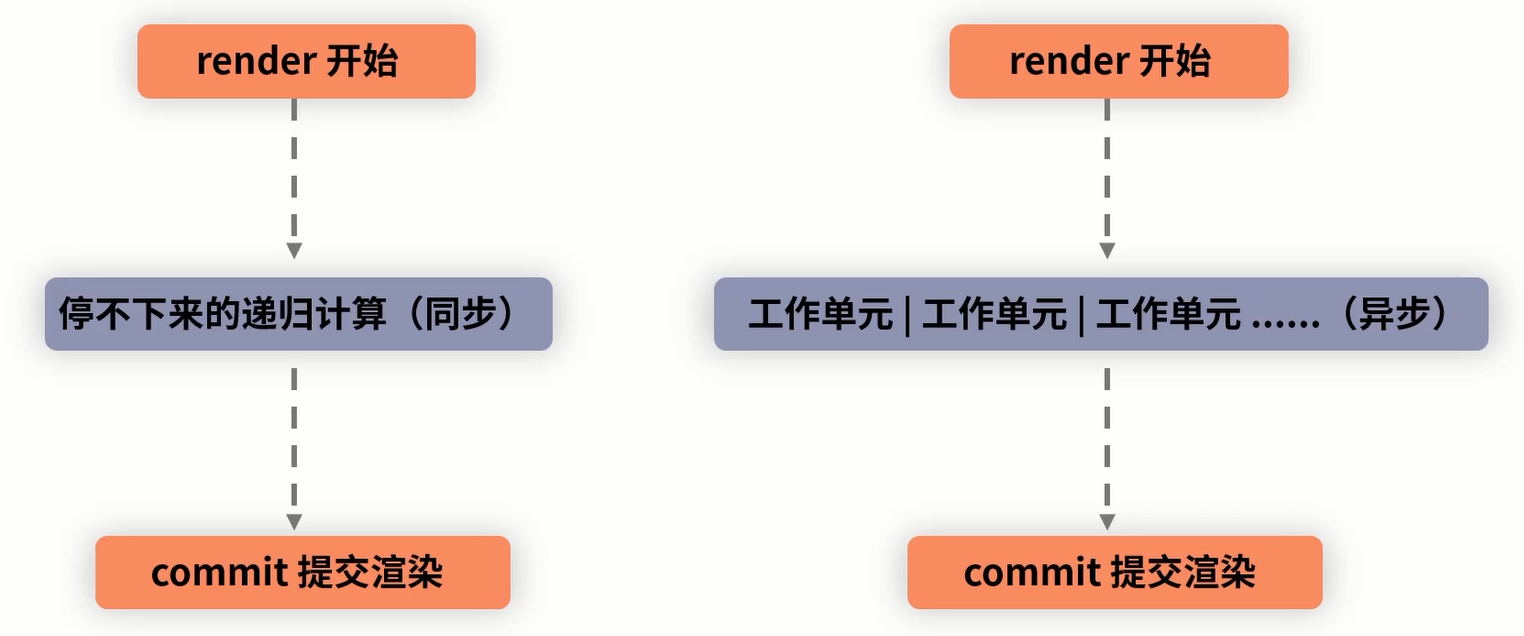 render 开始
停不下来的递归计算（同步）
commit 提交渲染
render 开始
工作单元 | 工作单元 | 工作单元 ......（异步）
commit 提交渲染